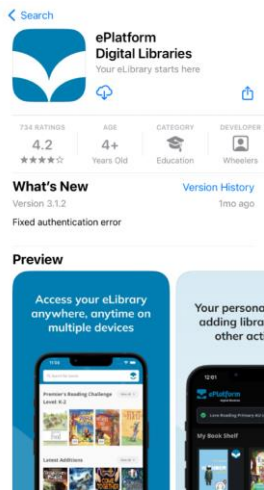 Search
ePlatform
Digital Libraries
Your eLibrary starts here
734 RATINGS
4.2
AGE
4+
Years Old
CATEGORY
Education
DEVELOPER
Wheelers
What's New
Version History
Version 3.1.2
1mo ago
Fixed authentication error
Preview
Access your eLibrary
anywhere, anytime on
multiple devices
Premier's Reading Challenge
Level: K-2
Latest Additions
Your persona
adding libra
other acti
12:01
ePlatform
My Book Shelf